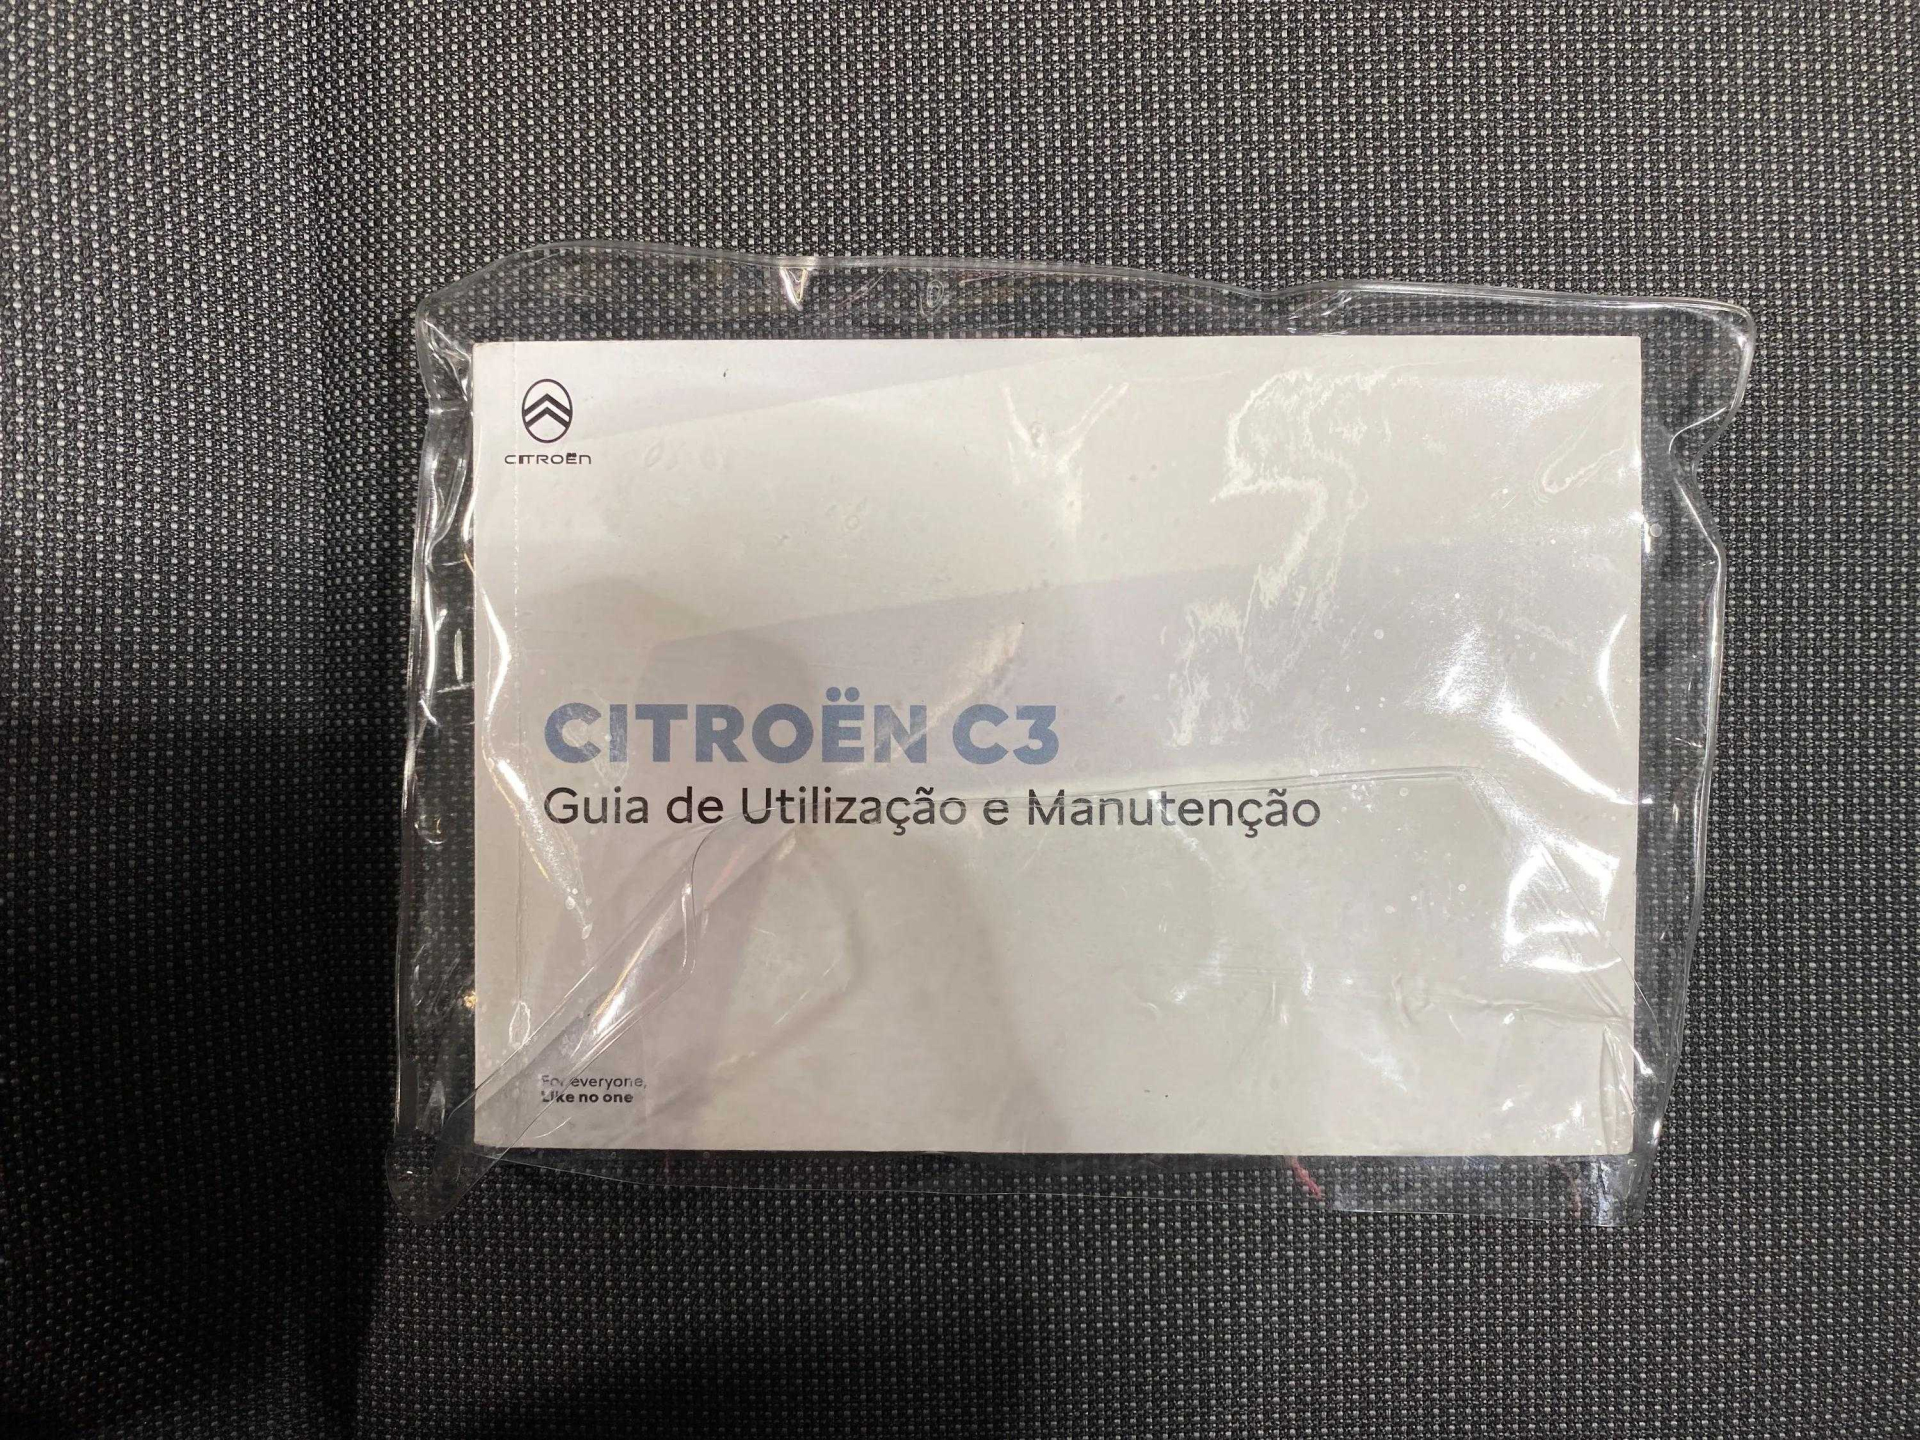 CITROËN
CITROËN C3
Guia de Utilização e Manutenção
For everyone,
Like no one